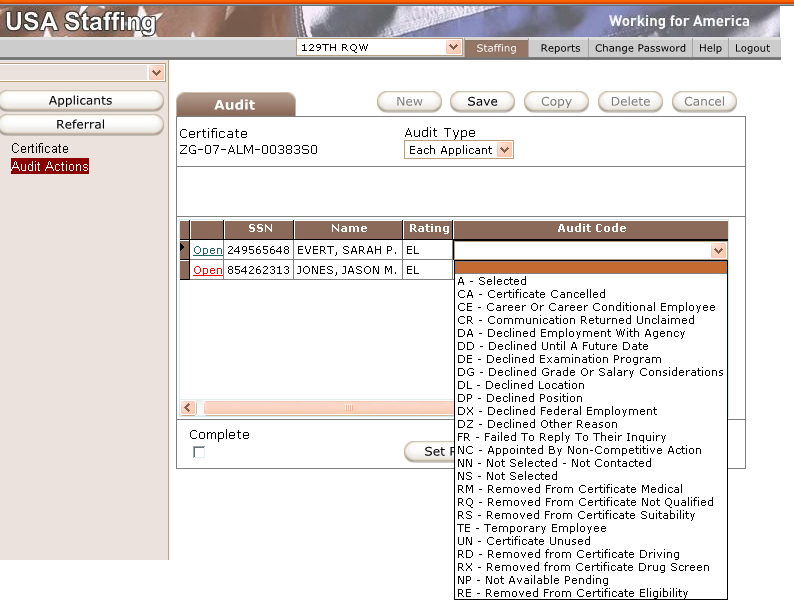 USA Staffing
Working for America
129TH RQW
Staffing Reports Change Password Help Logout
Applicants
Referral
Certificate
Audit Actions
Audit
New Save Copy Delete Cancel
Certificate
ZG-07-ALM-00383S0
Audit Type
Each Applicant
SSN Name Rating Audit Code
Open 249565648 EVERT, SARAH P. EL
Open 854262313 JONES, JASON M. EL
A - Selected
CA - Certificate Cancelled
CE - Career Or Career Conditional Employee
CR - Communication Returned Unclaimed
DA - Declined Employment With Agency
DD - Declined Until A Future Date
DE - Declined Examination Program
DG - Declined Grade Or Salary Considerations
DL - Declined Location
DP - Declined Position
DX - Declined Federal Employment
DZ - Declined Other Reason
FR - Failed To Reply To Their Inquiry
NC - Appointed By Non-Competitive Action
NN - Not Selected - Not Contacted
NS - Not Selected
RM - Removed From Certificate Medical
RQ - Removed From Certificate Not Qualified
RS - Removed From Certificate Suitability
TE - Temporary Employee
UN - Certificate Unused
RD - Removed from Certificate Driving
RX - Removed from Certificate Drug Screen
NP - Not Available Pending
RE - Removed From Certificate Eligibility
Complete
Set